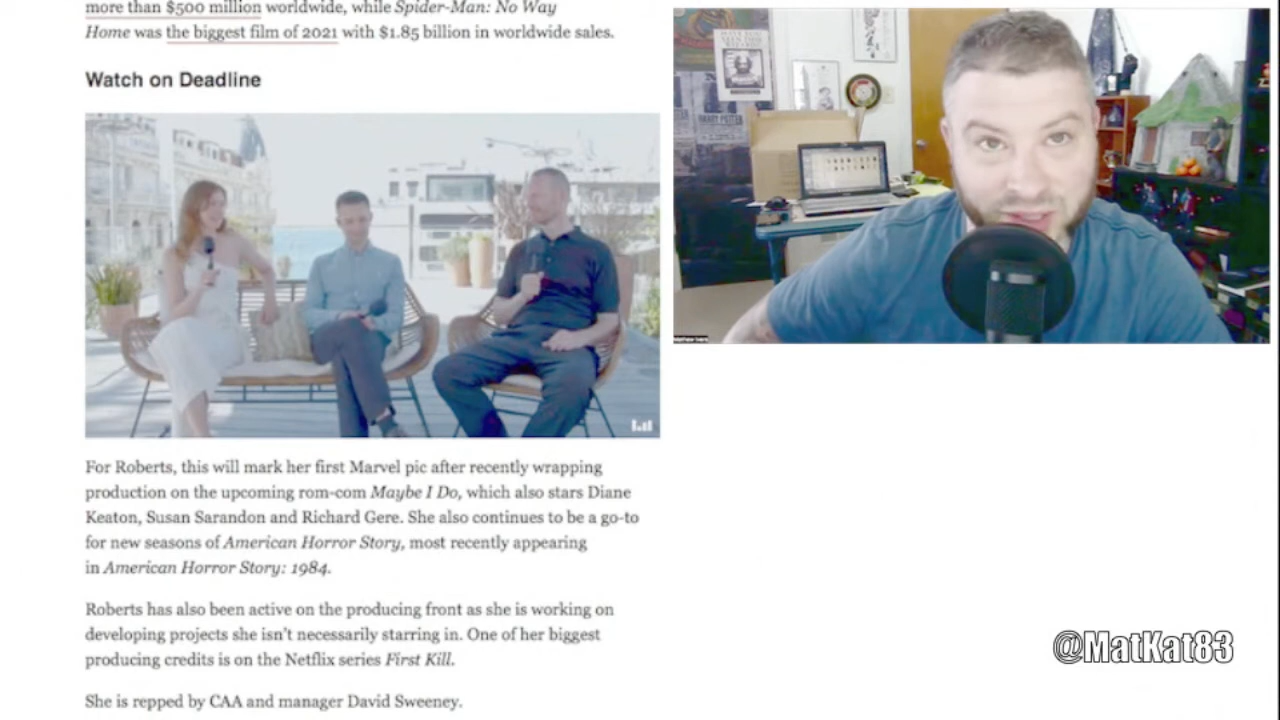 more than $500 million worldwide, while Spider-Man: No Way
Home was the biggest film of 2021 with $1.85 billion in worldwide sales.
Watch on Deadline
For Roberts, this will mark her first Marvel pic after recently wrapping
production on the upcoming rom-com Maybe I Do, which also stars Diane
Keaton, Susan Sarandon and Richard Gere. She also continues to be a go-to
for new seasons of American Horror Story, most recently appearing
in American Horror Story: 1984.
Roberts has also been active on the producing front as she is working on
developing projects she isn't necessarily starring in. One of her biggest
producing credits is on the Netflix series First Kill.
She is repped by CAA and manager David Sweeney.
@MatKat83